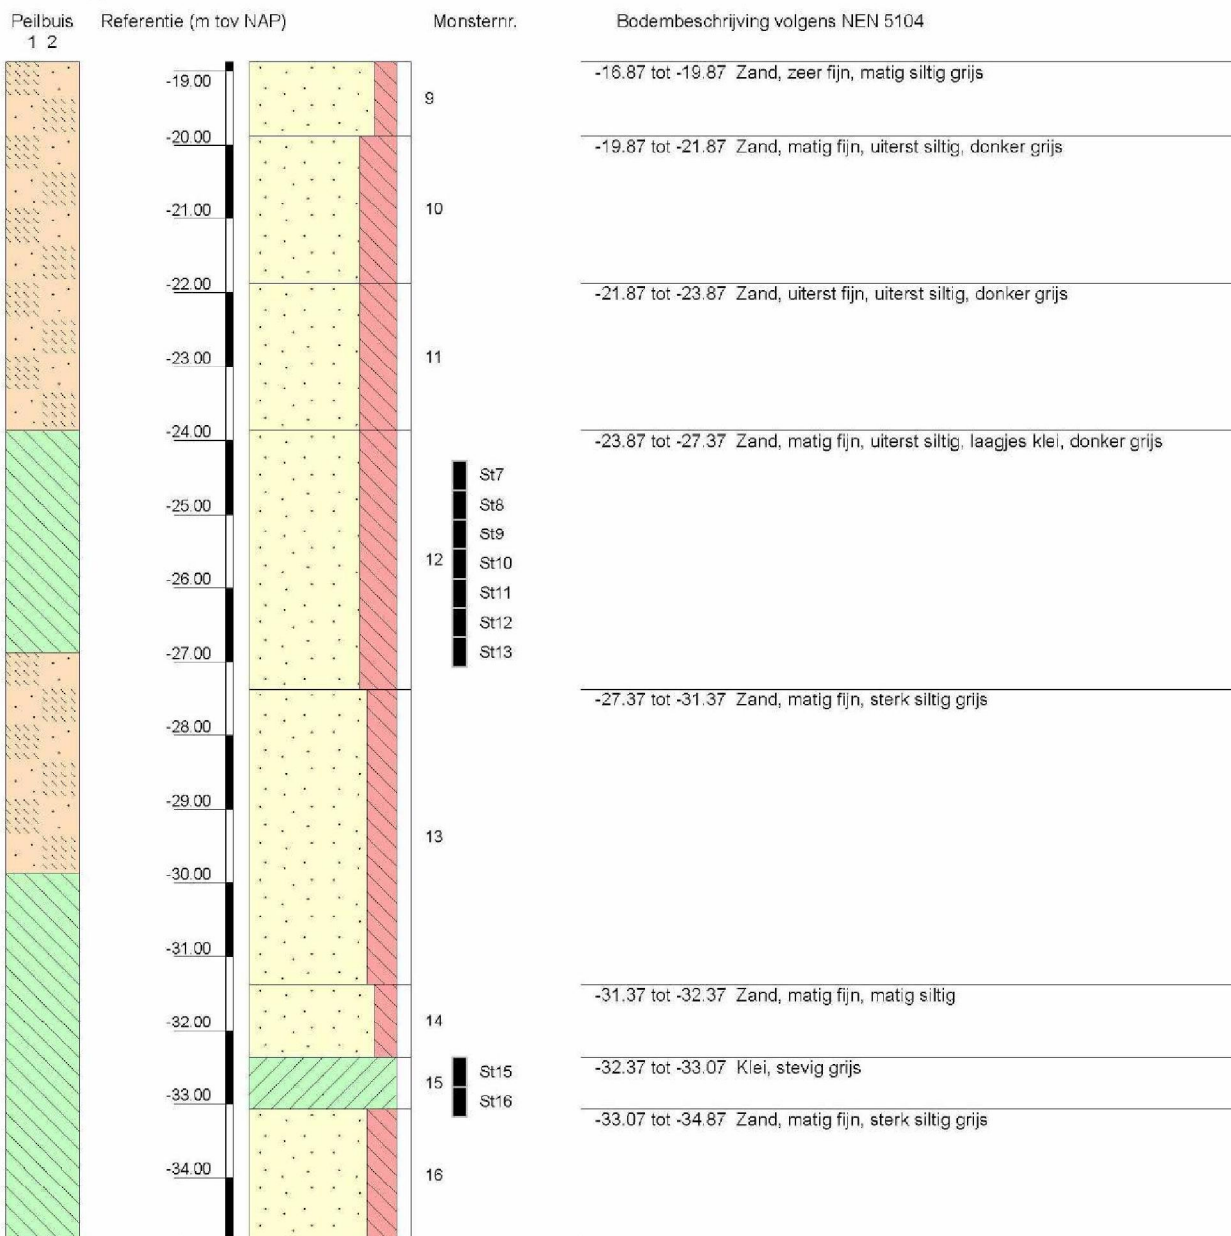 Peilbuis Referentie (m tov NAP) Monsternr. Bodembeschrijving volgens NEN 5104
1 2
-16.87 tot -19.87 Zand, zeer fijn, matig siltig grijs
-19.00
9
-20.00
-19.87 tot -21.87 Zand, matig fijn, uiterst siltig, donker grijs
-21.00
10
-22.00
-21.87 tot -23.87 Zand, uiterst fijn, uiterst siltig, donker grijs
-23.00
11
-24.00
-23.87 tot -27.37 Zand, matig fijn, uiterst siltig, laagjes klei, donker grijs
St7
-25.00
St8
St9
12
St10
-26.00
St11
St12
-27.00
St13
-27.37 tot -31.37 Zand, matig fijn, sterk siltig grijs
-28.00
-29.00
13
-30.00
-31.00
-31.37 tot -32.37 Zand, matig fijn, matig siltig
-32.00
14
-32.37 tot -33.07 Klei, stevig grijs
St15
15
-33.00
St16
-33.07 tot -34.87 Zand, matig fijn, sterk siltig grijs
-34.00
16